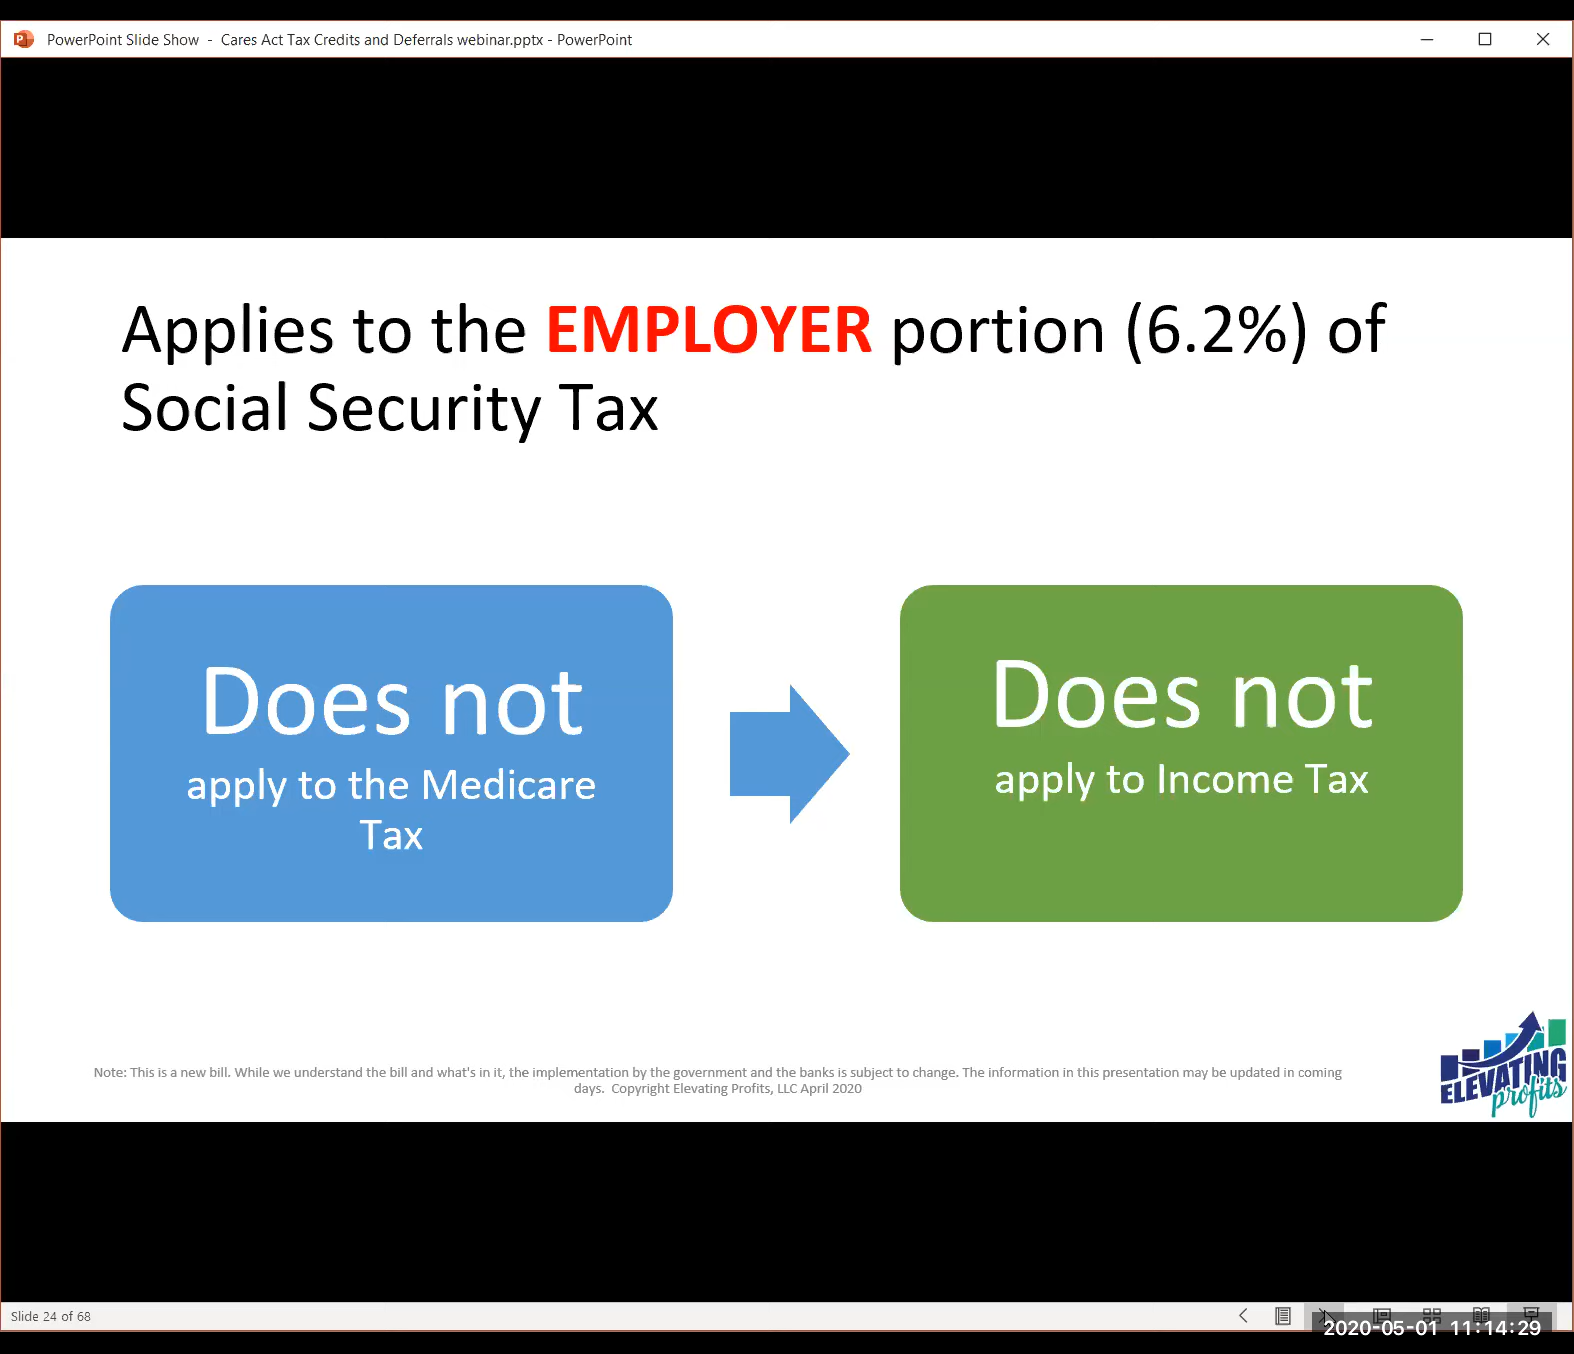 PowerPoint Slide Show - Cares Act Tax Credits and Deferrals webinar.pptx - PowerPoint
Applies to the EMPLOYER portion (6.2%) of
Social Security Tax
Does not
apply to the Medicare
Tax
Does not
apply to Income Tax
Note: This is a new bill. While we understand the bill and what's in it, the implementation by the government and the banks is subject to change. The information in this presentation may be updated in coming
days. Copyright Elevating Profits, LLC April 2020
ELEVATING
profits
Slide 24 of 68
2020-05-01 11:14:29